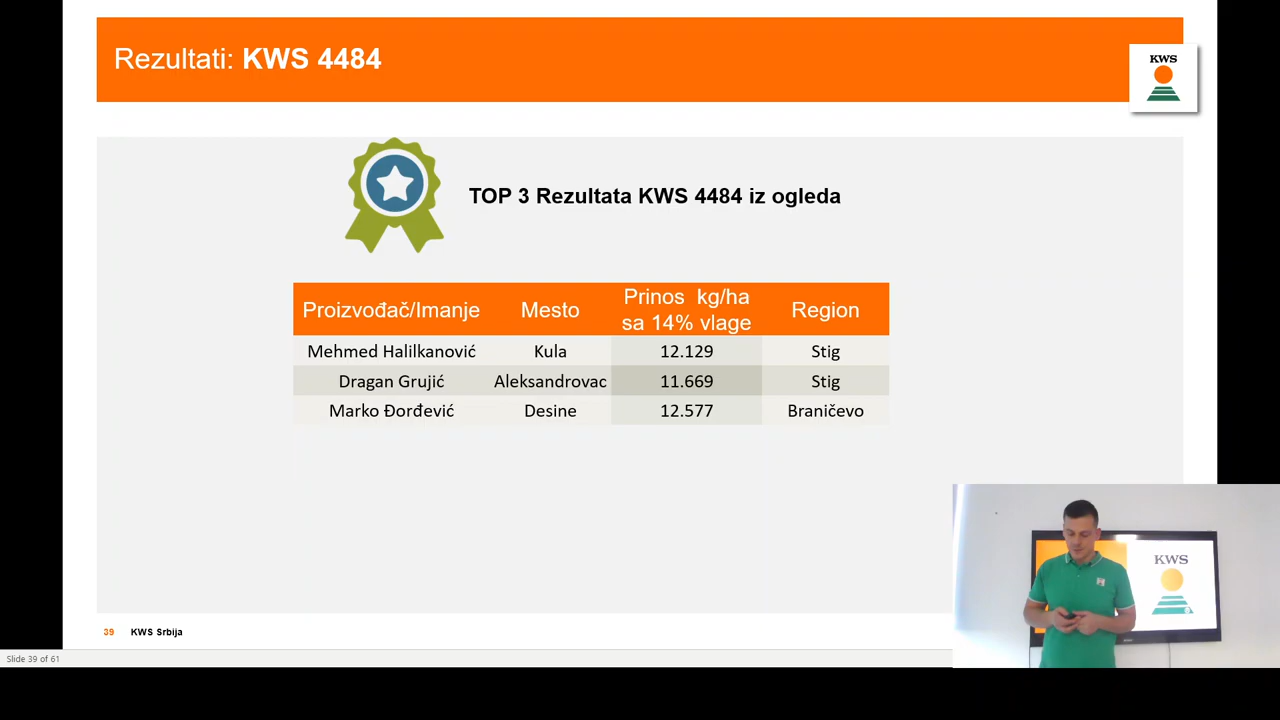 Rezultati: KWS 4484
KWS
TOP 3 Rezultata KWS 4484 iz ogleda
Proizvođač/Imanje Mesto Prinos kg/ha sa 14% vlage Region
Mehmed Halilkanović Kula 12.129 Stig
Dragan Grujić Aleksandrovac 11.669 Stig
Marko Đorđević Desine 12.577 Braničevo
KWS
39 KWS Srbija
Slide 39 of 61